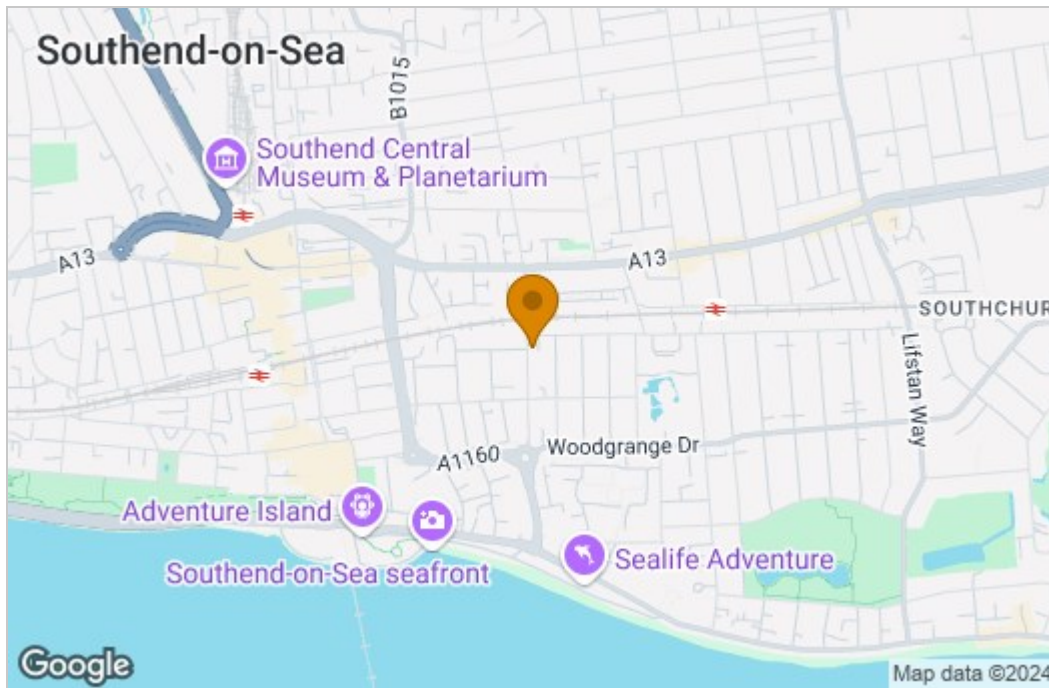 Southend-on-Sea
B1015
Southend Central
Museum & Planetarium
A13
A13
SOUTHCHUR
Lifstan Way
A1160
Woodgrange Dr
Adventure Island
Southend-on-Sea seafront
Sealife Adventure
Google
Map data ©2024